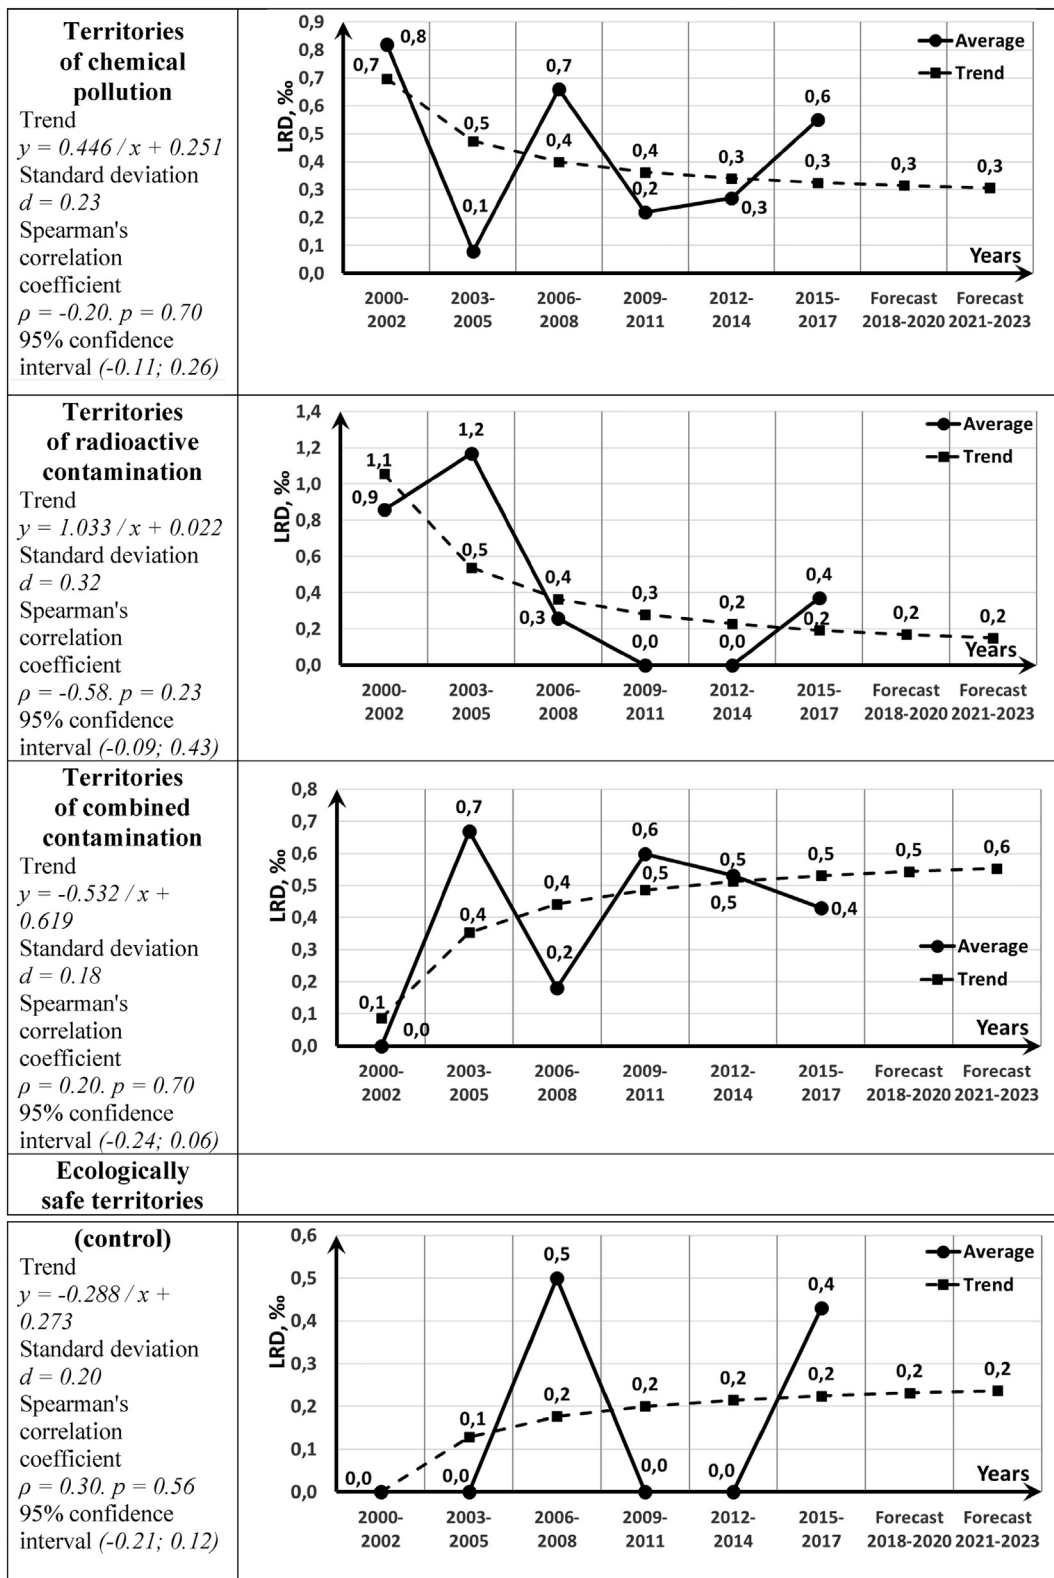 Territories
of chemical
pollution
Trend
y = 0.446 / x + 0.251
Standard deviation
d = 0.23
Spearman's
correlation
coefficient
ρ = -0.20. p = 0.70
95% confidence
interval (-0.11; 0.26)
LRD, ‰
0,9
0,8
0,7
0,6
0,5
0,4
0,3
0,2
0,1
0,0
0,8
0,7
0,1
0,5
0,7
0,4
0,4
0,2
0,3
0,3
0,6
0,3
0,3
0,3
Average
Trend
Years
2000- 2003- 2006- 2009- 2012- 2015- Forecast Forecast
2002 2005 2008 2011 2014 2017 2018-2020 2021-2023
Territories
of radioactive
contamination
Trend
y = 1.033 / x + 0.022
Standard deviation
d = 0.32
Spearman's
correlation
coefficient
ρ = -0.58. p = 0.23
95% confidence
interval (-0.09; 0.43)
LRD, ‰
1,4
1,2
1,0
0,8
0,6
0,4
0,2
0,0
1,1
0,9
1,2
0,5
0,4
0,3
0,3
0,0
0,2
0,0
0,4
0,2
0,2
0,2
Average
Trend
Years
2000- 2003- 2006- 2009- 2012- 2015- Forecast Forecast
2002 2005 2008 2011 2014 2017 2018-2020 2021-2023
Territories
of combined
contamination
Trend
y = -0.532 / x +
0.619
Standard deviation
d = 0.18
Spearman's
correlation
coefficient
ρ = 0.20. p = 0.70
95% confidence
interval (-0.24; 0.06)
LRD, ‰
0,8
0,7
0,6
0,5
0,4
0,3
0,2
0,1
0,0
0,1
0,0
0,7
0,4
0,4
0,2
0,6
0,5
0,5
0,5
0,5
0,4
0,5
0,6
Average
Trend
Years
2000- 2003- 2006- 2009- 2012- 2015- Forecast Forecast
2002 2005 2008 2011 2014 2017 2018-2020 2021-2023
Ecologically
safe territories
(control)
Trend
y = -0.288 / x +
0.273
Standard deviation
d = 0.20
Spearman's
correlation
coefficient
ρ = 0.30. p = 0.56
95% confidence
interval (-0.21; 0.12)
LRD, ‰
0,6
0,5
0,4
0,3
0,2
0,1
0,0
0,0
0,1
0,0
0,5
0,2
0,2
0,0
0,2
0,0
0,4
0,2
0,2
0,2
Average
Trend
Years
2000- 2003- 2006- 2009- 2012- 2015- Forecast Forecast
2002 2005 2008 2011 2014 2017 2018-2020 2021-2023